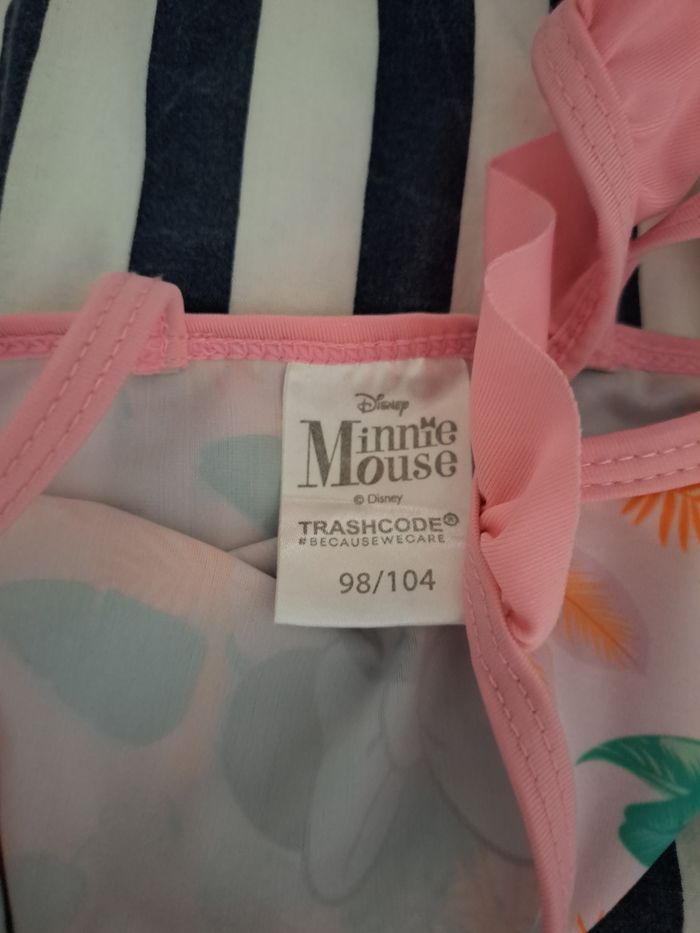 Disney
Minnie
Mouse
© Disney
TRASHCODE®
#BECAUSEWECARE
98/104